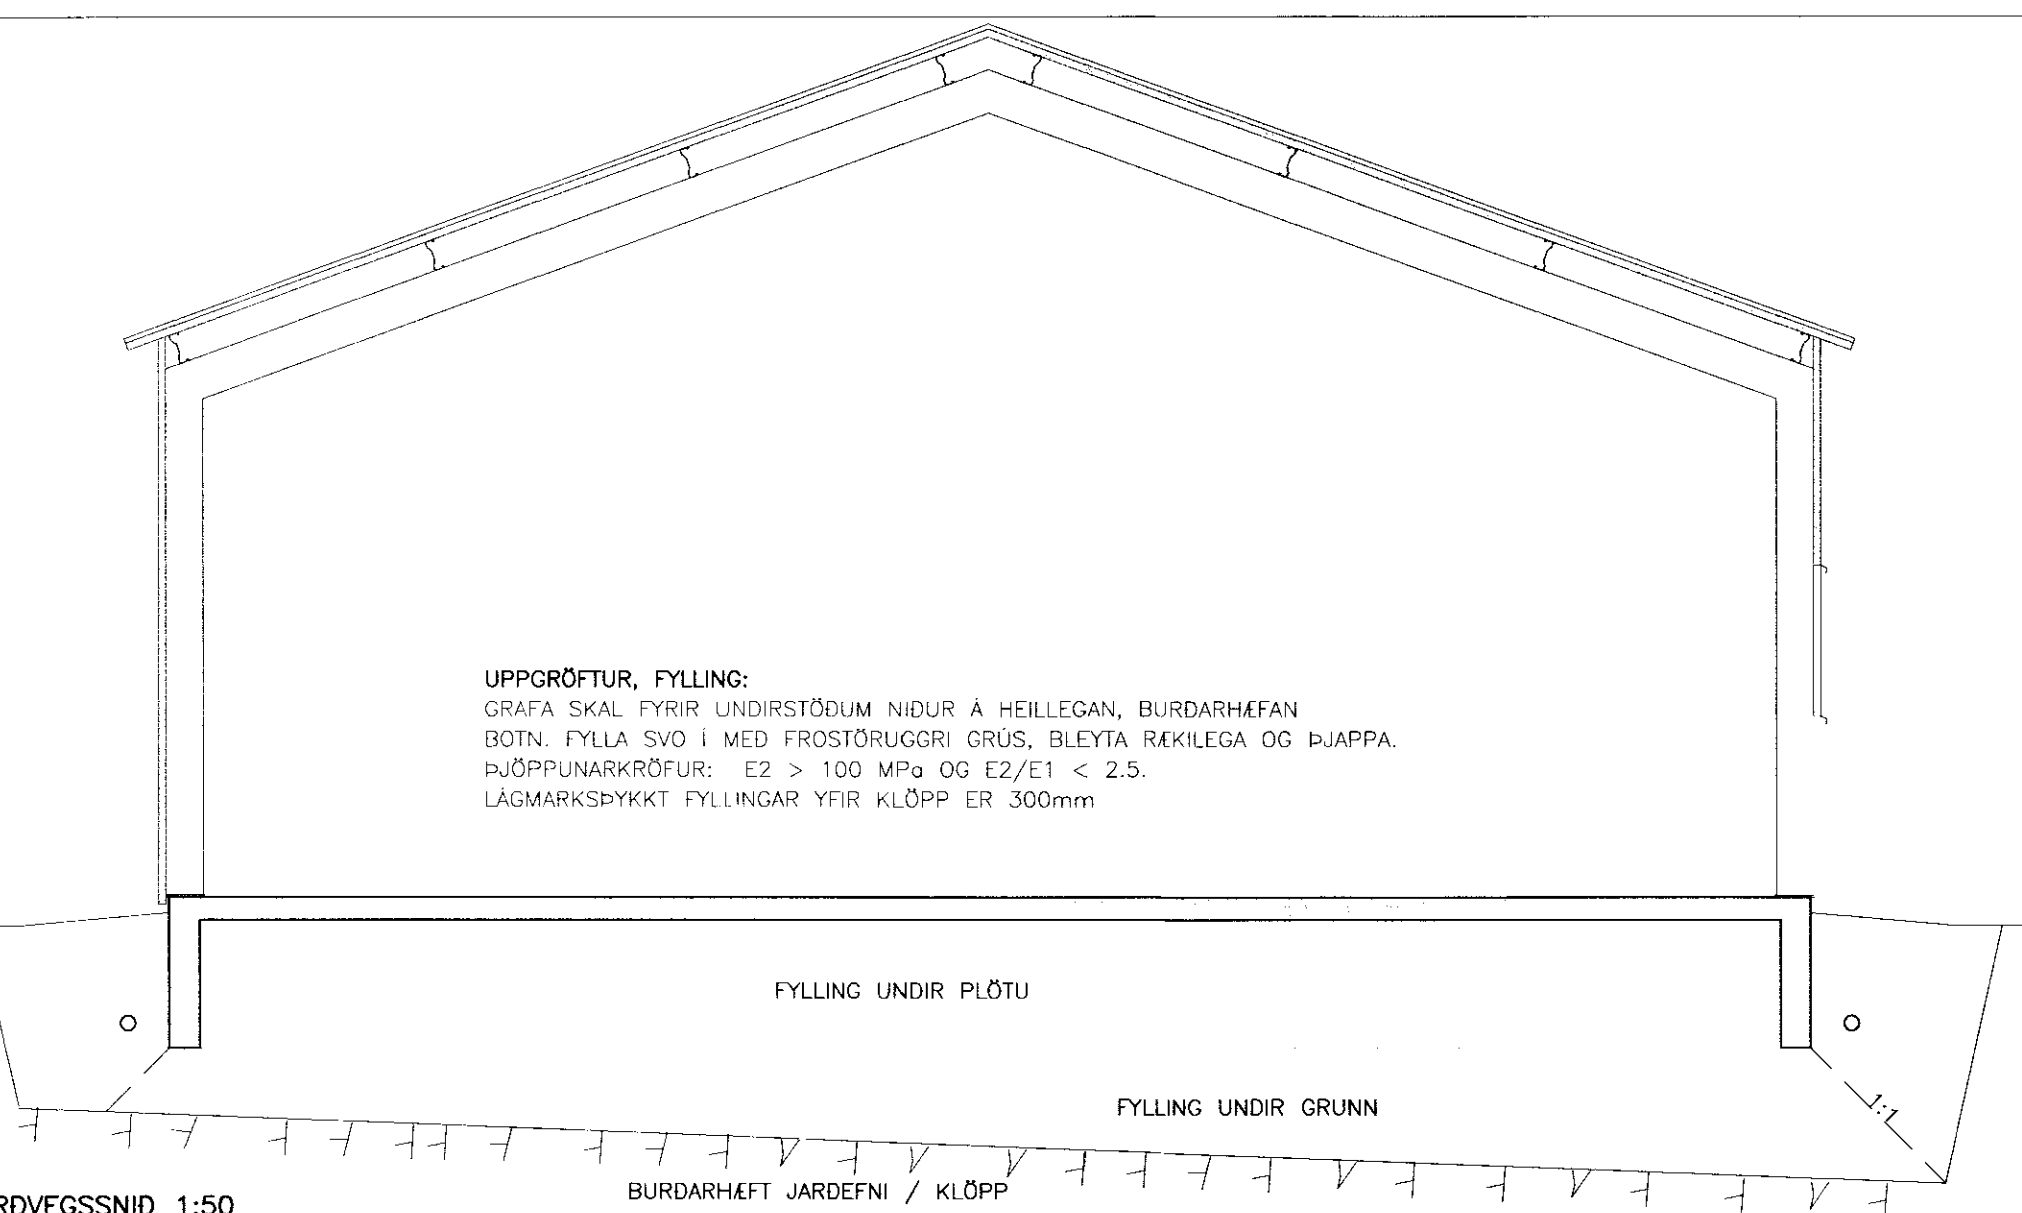 UPPGRÖFTUR, FYLLING:
GRAFA SKAL FYRIR UNDIRSTÖÐUM NIÐUR Á HEILLEGAN, BURÐARHÆFAN
BOTN. FYLLA SVO Í MEÐ FROSTÖRUGGRI GRÚS, BLEYTA RÆKILEGA OG ÞJAPPA.
ÞJÖPPUNARKRÖFUR: E2 > 100 MPa OG E2/E1 < 2.5.
LÁGMARKSÞYKKT FYLLINGAR YFIR KLÖPP ER 300mm
FYLLING UNDIR PLÖTU
FYLLING UNDIR GRUNN
1:1
BURÐARHÆFT JARÐEFNI / KLÖPP
RÐVEGSSNIÐ 1:50